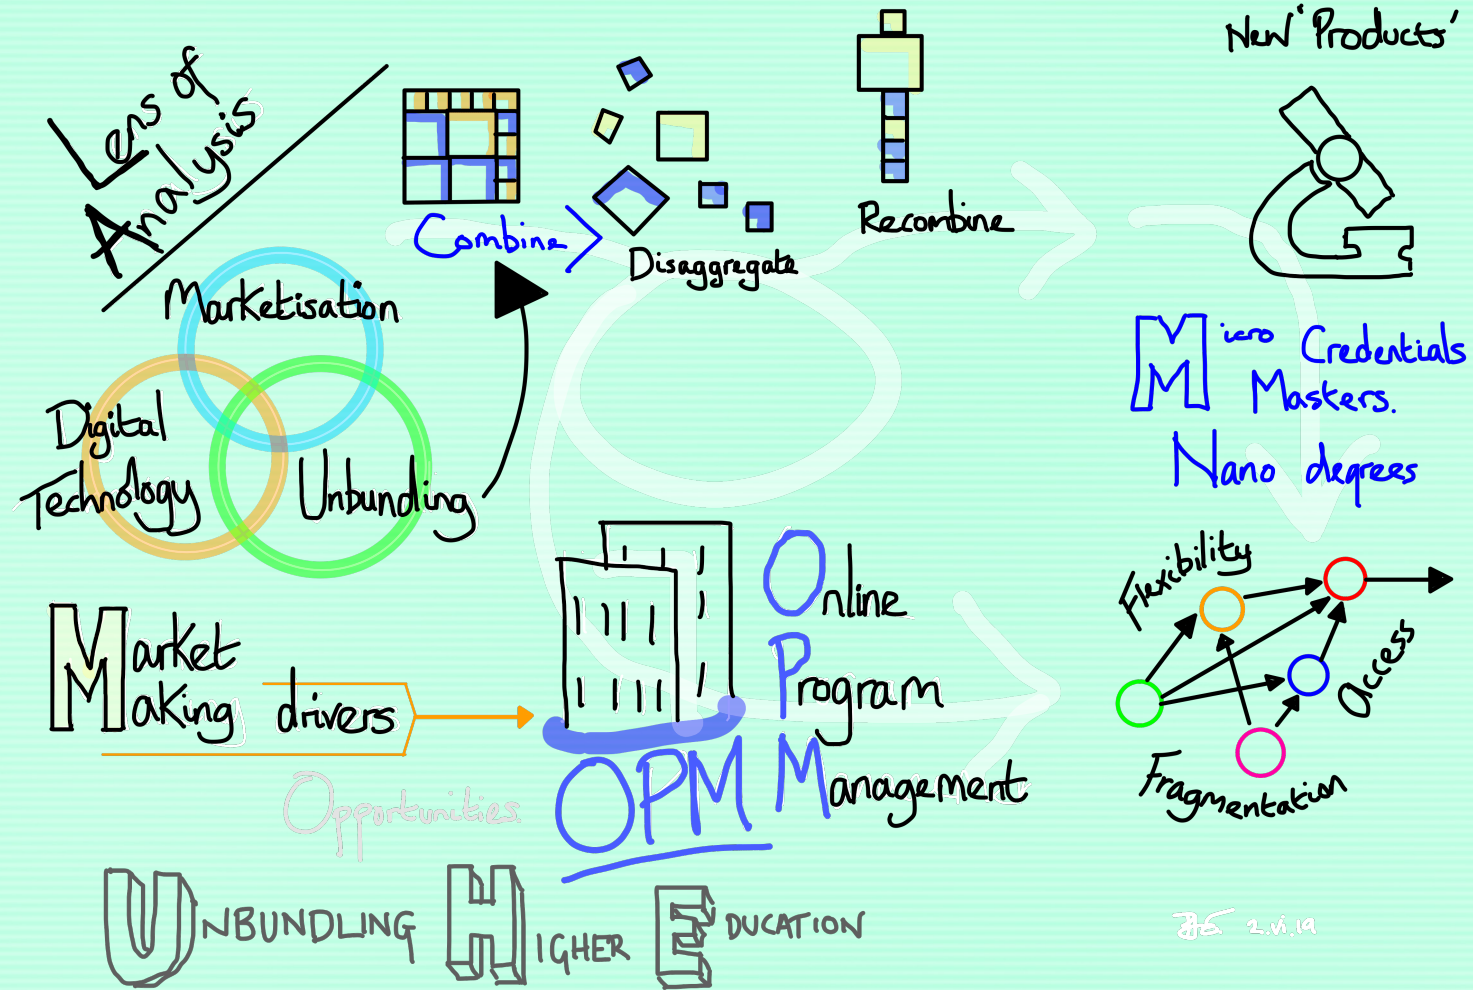 Lens of
Analysis
Marketisation
Digital
Technology
Unbundling
Combine
Disaggregate
Recombine
New 'Products'
Micro Credentials
Masters.
Nano degrees
Market
Making drivers
Opportunities
Online
Program
Management
OPM
Flexibility
Access
Fragmentation
UNBUNDLING HIGHER EDUCATION
2.vi.19